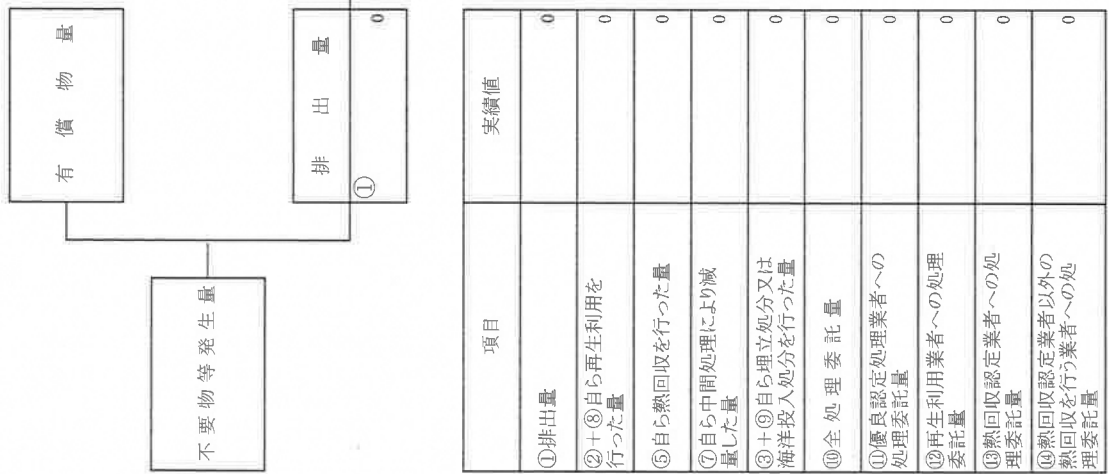 有償物量
不要物等発生量
①
排出量
0
項目
実績値
①排出量
0
②+⑧自ら再生利用を
行った量
0
⑤自ら熱回収を行った量
0
⑦自ら中間処理により減
量した量
0
③+⑨自ら埋立処分又は
海洋投入処分を行った量
0
⑩全処理委託量
0
⑪優良認定処理業者への
処理委託量
0
⑫再生利用業者への処理
委託量
0
⑬熱回収認定業者への処
理委託量
0
⑭熱回収認定業者以外の
熱回収を行う業者への処
理委託量
0